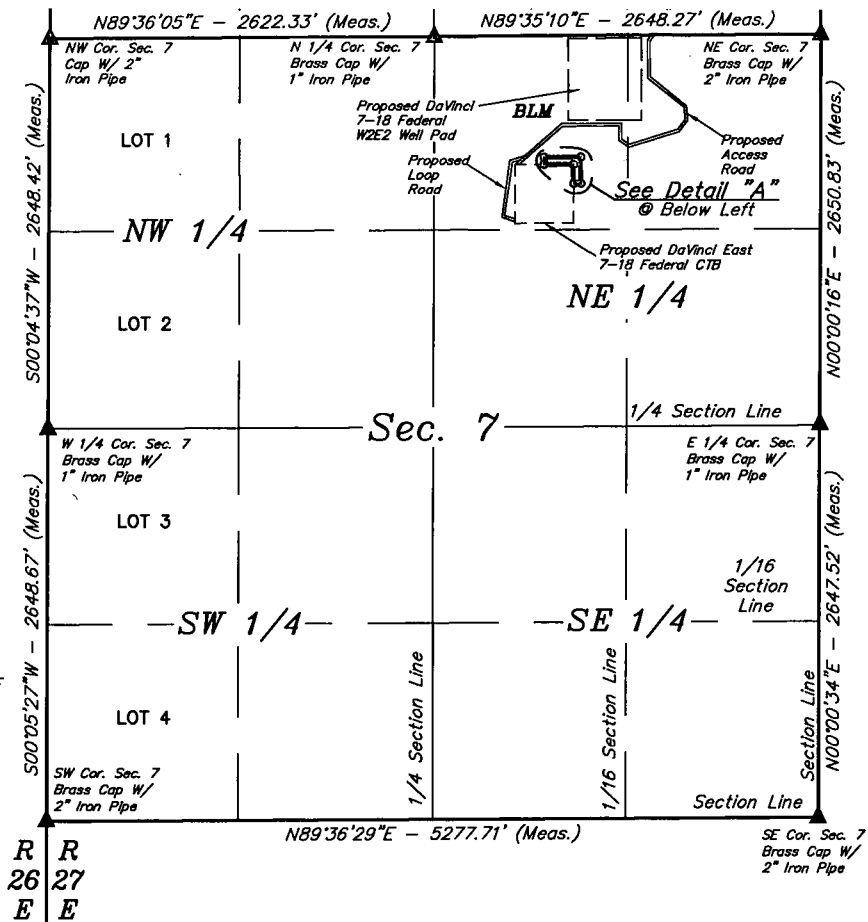 N89°36'05"E - 2622.33' (Meas.)
N89°35'10"E - 2648.27' (Meas.)
NW Cor. Sec. 7
Cap W/ 2"
Iron Pipe
N 1/4 Cor. Sec. 7
Brass Cap W/
1" Iron Pipe
NE Cor. Sec. 7
Brass Cap W/
2" Iron Pipe
Proposed DaVinci
7-18 Federal
W2E2 Well Pad
BLM
LOT 1
Proposed
Loop
Road
Proposed
Access
Road
See Detail "A"
@ Below Left
S00°04'37"W - 2648.42' (Meas.)
N00°00'16"E - 2650.83' (Meas.)
NW 1/4
Proposed DaVinci East
7-18 Federal CTB
NE 1/4
LOT 2
1/4 Section Line
Sec. 7
W 1/4 Cor. Sec. 7
Brass Cap W/
1" Iron Pipe
E 1/4 Cor. Sec. 7
Brass Cap W/
1" Iron Pipe
LOT 3
1/16
Section
Line
S00°05'27"W - 2648.67' (Meas.)
N00°00'34"E - 2647.52' (Meas.)
SW 1/4
SE 1/4
LOT 4
1/4 Section Line
1/16 Section Line
Section Line
SW Cor. Sec. 7
Brass Cap W/
2" Iron Pipe
Section Line
N89°36'29"E - 5277.71' (Meas.)
SE Cor. Sec. 7
Brass Cap W/
2" Iron Pipe
R R
26 27
E E